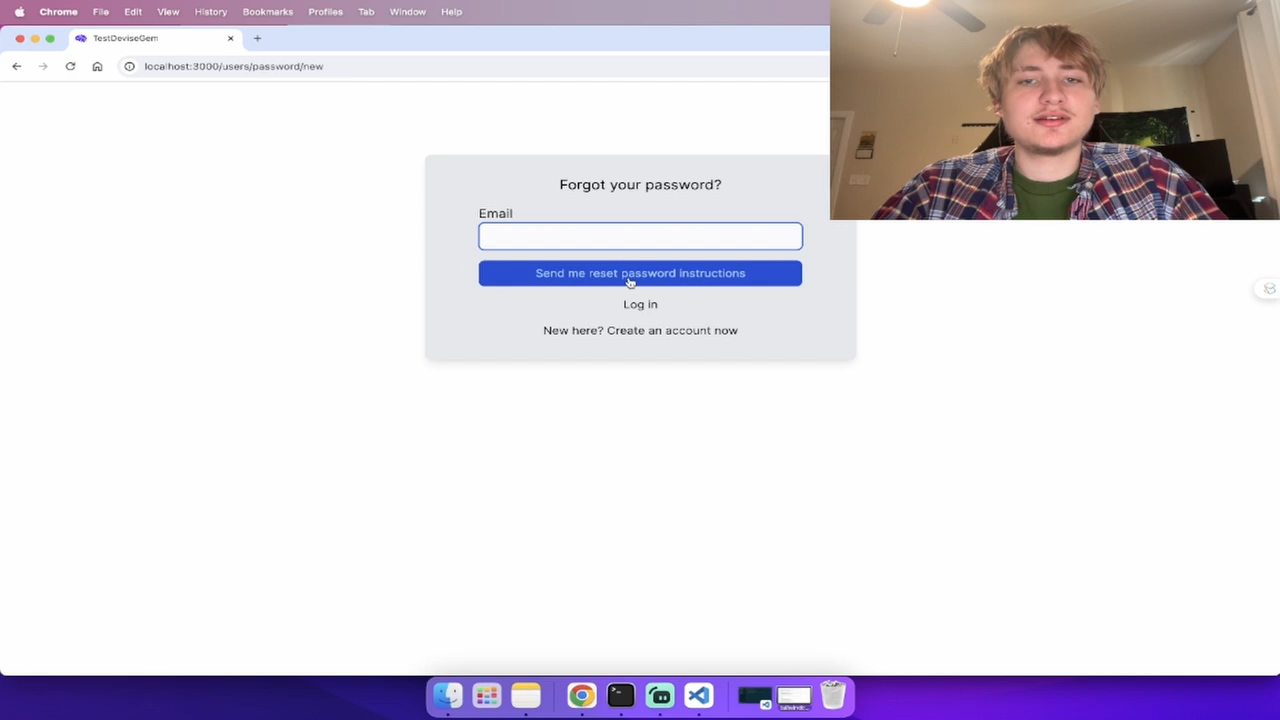 Chrome File Edit View History Bookmarks Profiles Tab Window Help
TestDeviseGem
localhost:3000/users/password/new
Forgot your password?
Email
Send me reset password instructions
Log in
New here? Create an account now